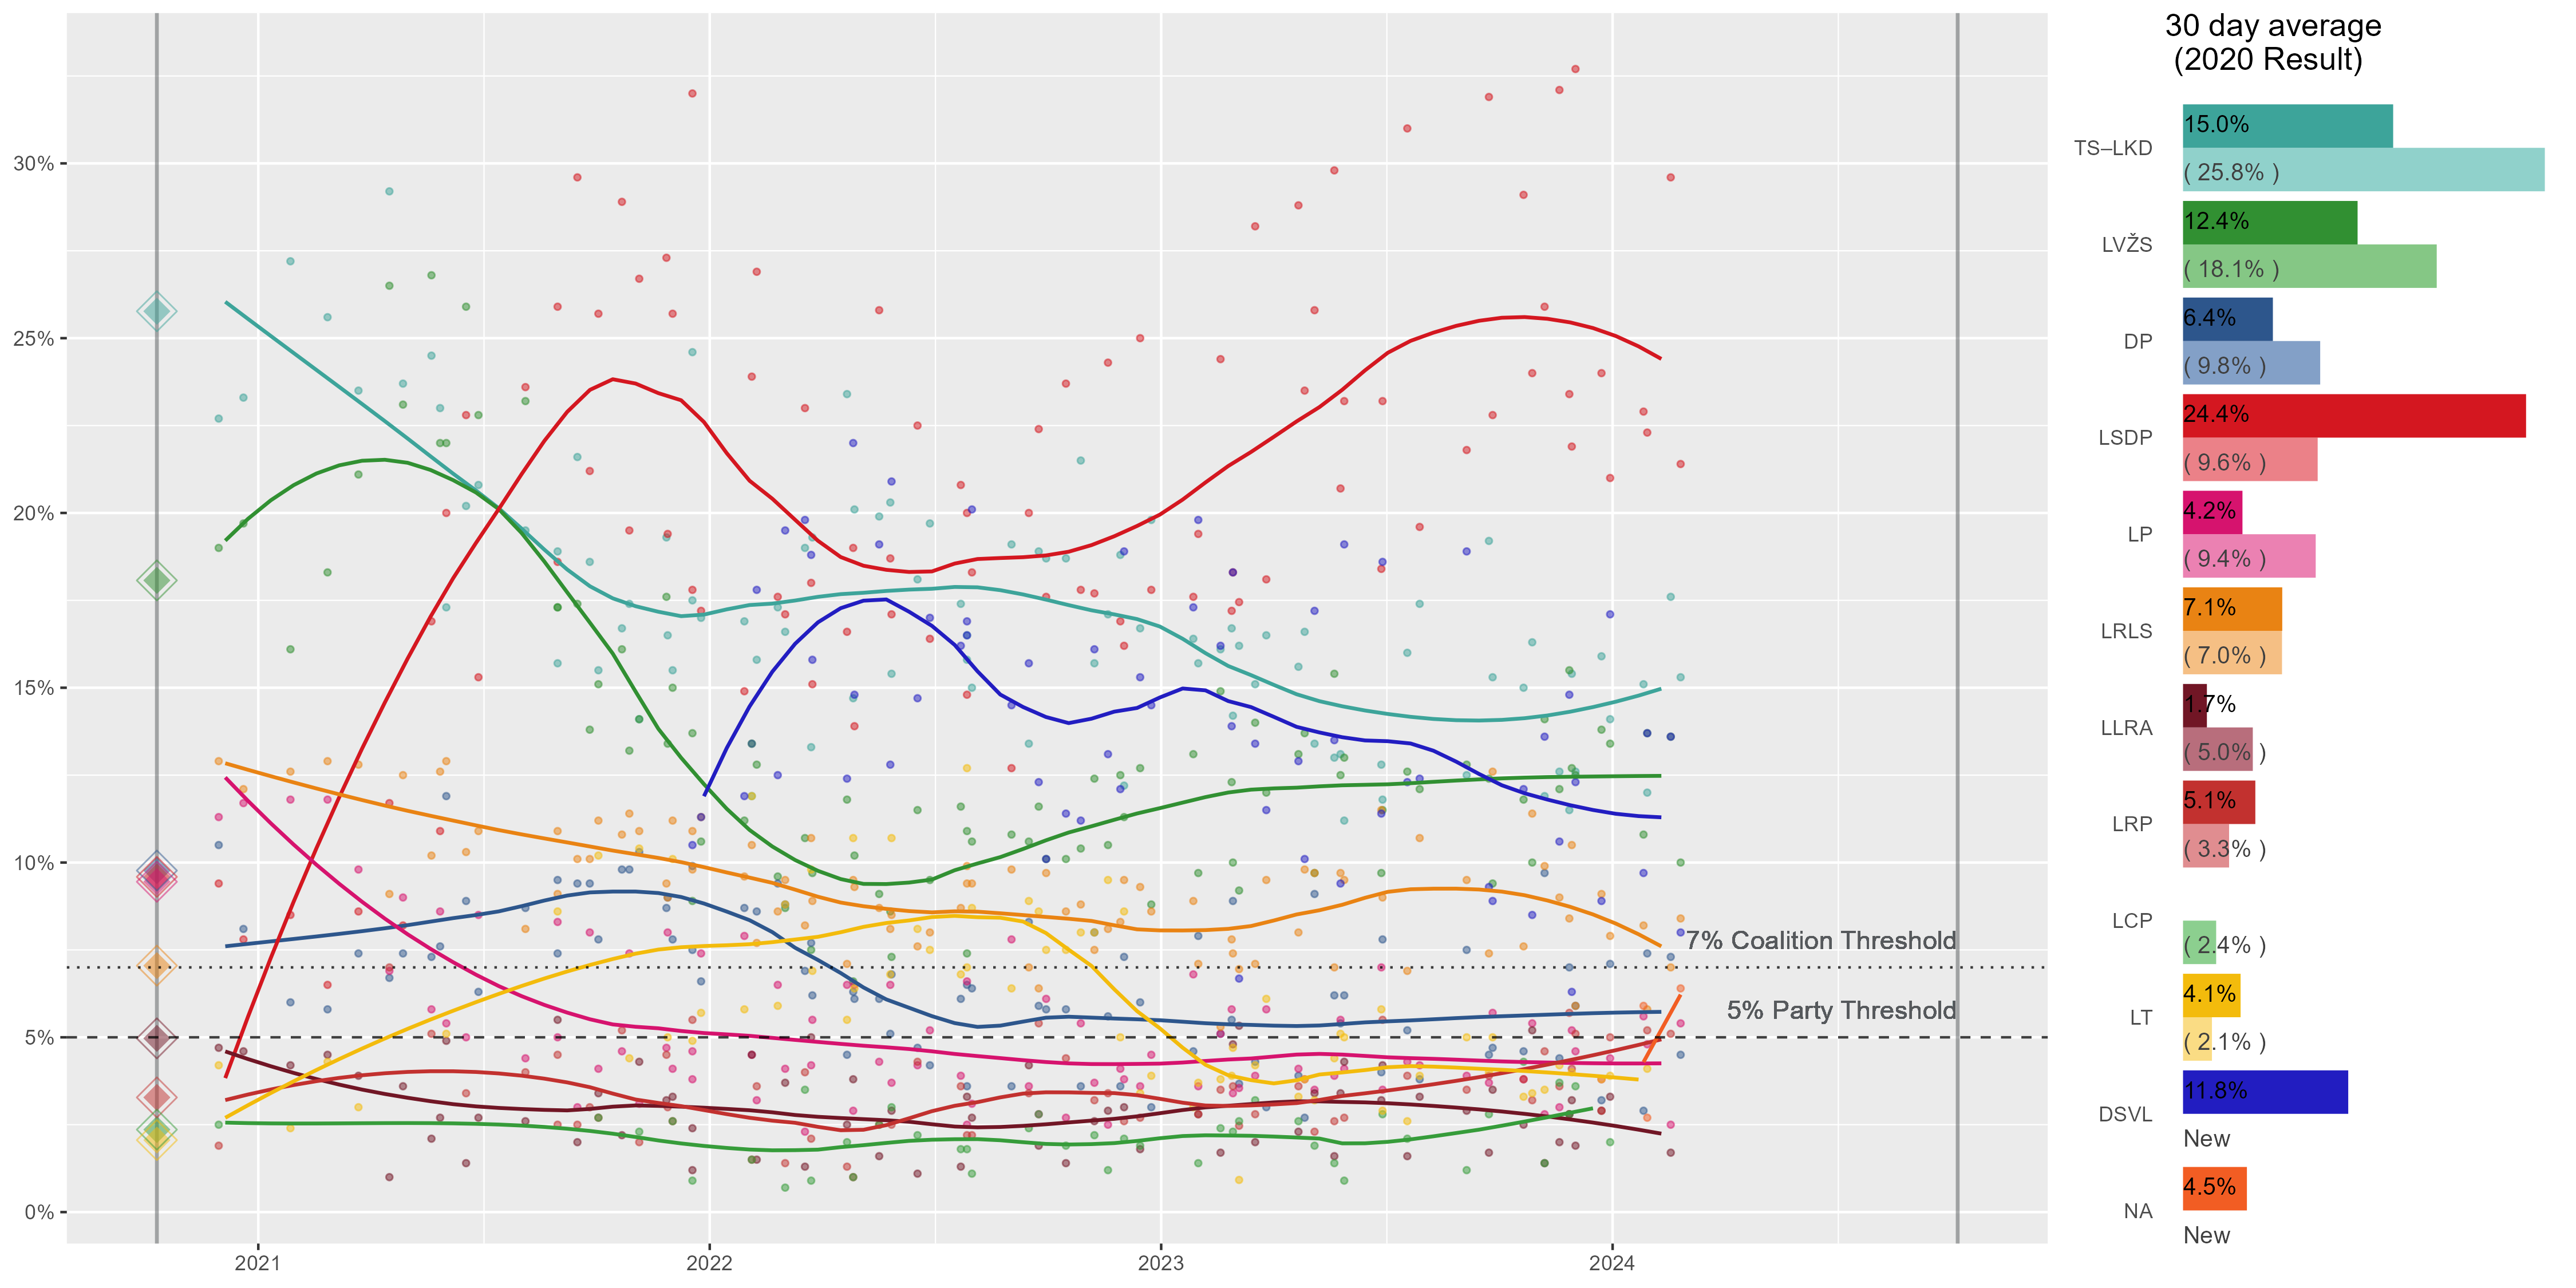 30 day average
(2020 Result)
30%
25%
20%
15%
10%
5%
0%
2021
2022
2023
2024
7% Coalition Threshold
5% Party Threshold
TS–LKD
15.0%
( 25.8% )
LVŽS
12.4%
( 18.1% )
DP
6.4%
( 9.8% )
LSDP
24.4%
( 9.6% )
LP
4.2%
( 9.4% )
LRLS
7.1%
( 7.0% )
LLRA
1.7%
( 5.0% )
LRP
5.1%
( 3.3% )
LCP
( 2.4% )
LT
4.1%
( 2.1% )
DSVL
11.8%
New
NA
4.5%
New